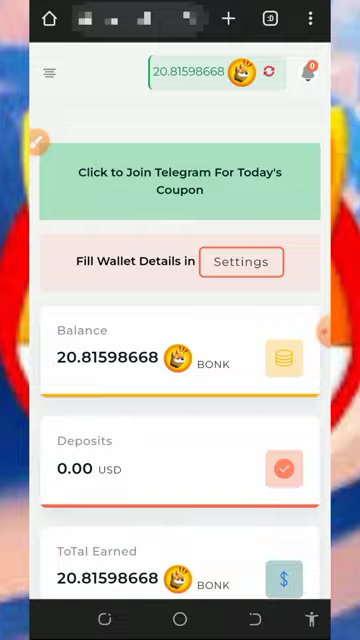 :D
20.81598668
0
Click to Join Telegram For Today's
Coupon
Fill Wallet Details in Settings
Balance
20.81598668 BONK
Deposits
0.00 USD
ToTal Earned
20.81598668 BONK
$